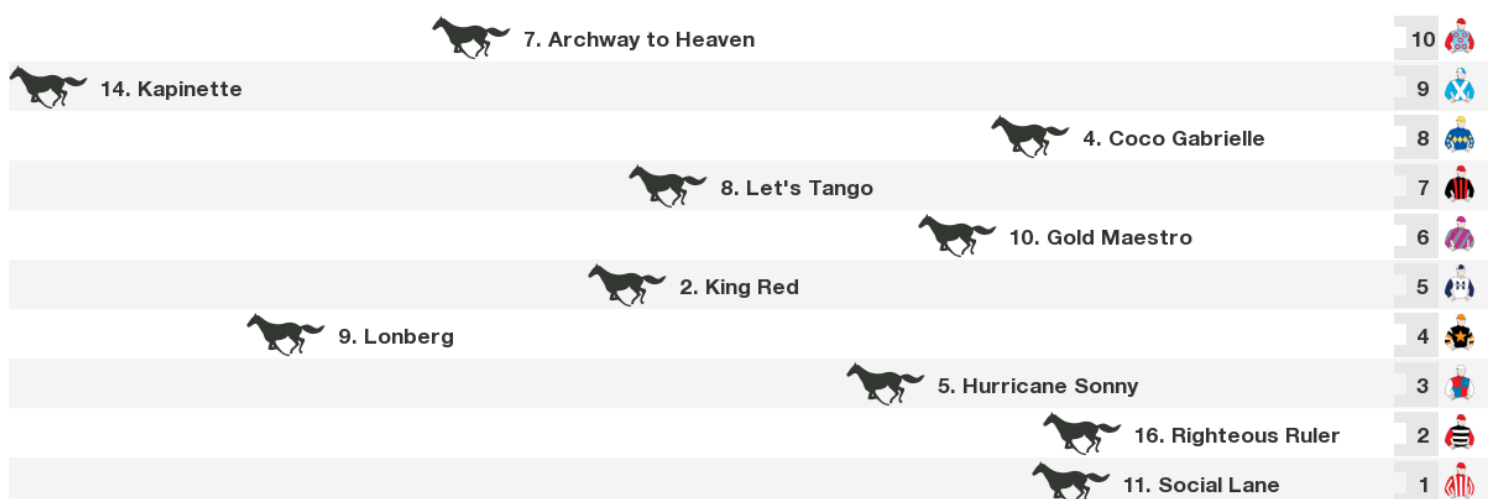 7. Archway to Heaven 10
14. Kapinette 9
4. Coco Gabrielle 8
8. Let's Tango 7
10. Gold Maestro 6
2. King Red 5
9. Lonberg 4
5. Hurricane Sonny 3
16. Righteous Ruler 2
11. Social Lane 1